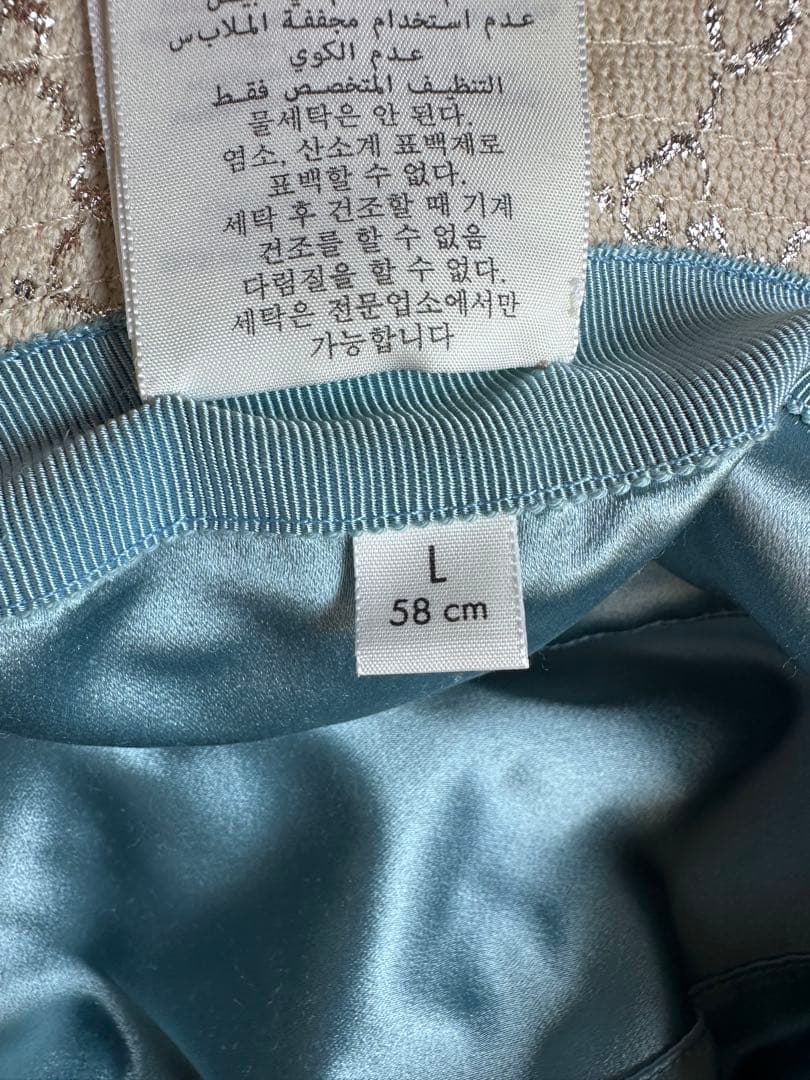 عدم استخدام مجففة الملابس
عدم الكوي
التنظيف المتخصص فقط
물세탁은 안 된다.
염소, 산소계 표백제로
표백할 수 없다.
세탁 후 건조할 때 기계
건조를 할 수 없음
다림질을 할 수 없다.
세탁은 전문업소에서만
가능합니다
L
58 cm